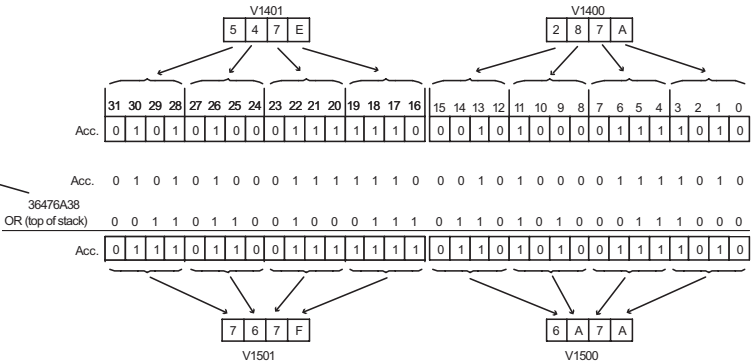 V1401 V1400
5 4 7 E 2 8 7 A
31 30 29 28 27 26 25 24 23 22 21 20 19 18 17 16 15 14 13 12 11 10 9 8 7 6 5 4 3 2 1 0
Acc. 0 1 0 1 0 1 0 0 0 1 1 1 1 1 1 0 0 0 1 0 1 0 0 0 0 1 1 1 1 0 1 0
Acc. 0 1 0 1 0 1 0 0 0 1 1 1 1 1 1 0 0 0 1 0 1 0 0 0 0 1 1 1 1 0 1 0
36476A38
OR (top of stack) 0 0 1 1 0 1 1 0 0 1 0 0 0 1 1 1 0 1 1 0 1 0 1 0 0 0 1 1 1 0 0 0
Acc. 0 1 1 1 0 1 1 0 0 1 1 1 1 1 1 1 0 1 1 0 1 0 1 0 0 1 1 1 1 0 1 0
7 6 7 F 6 A 7 A
V1501 V1500